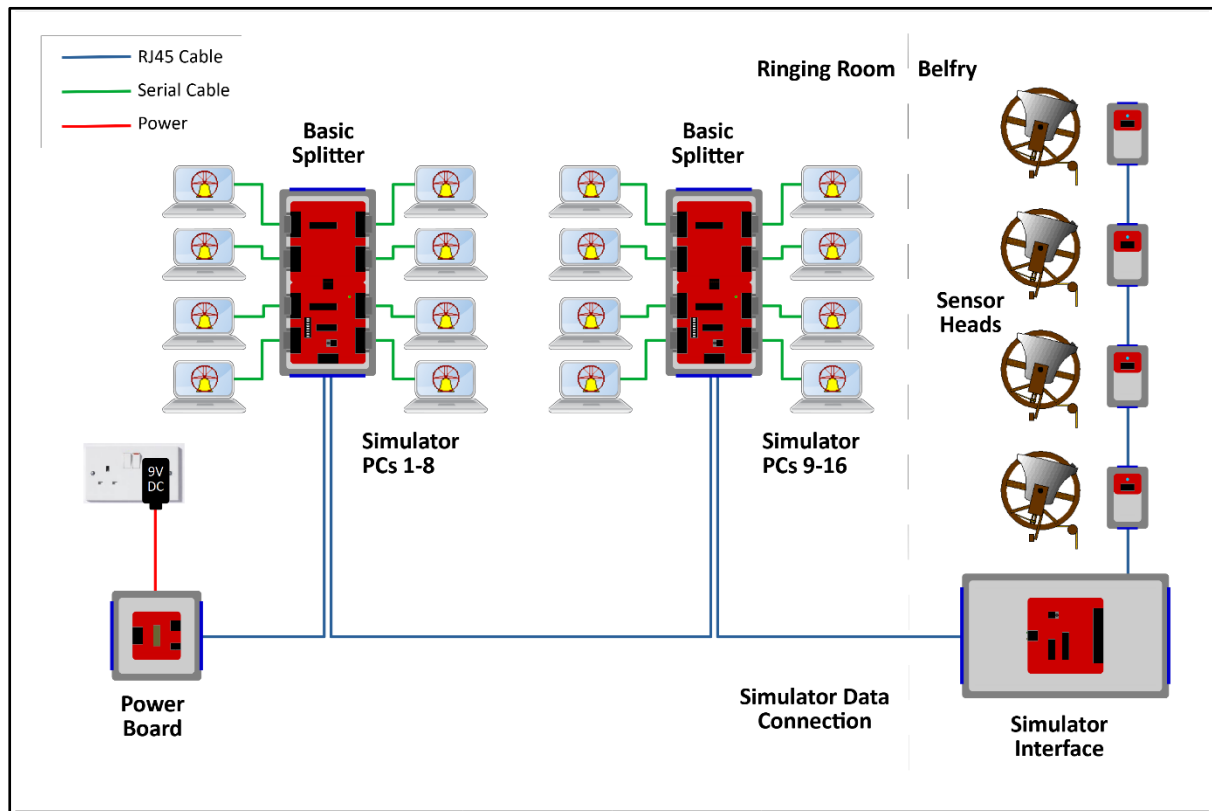 RJ45 Cable
Serial Cable
Power
Ringing Room
Belfry
Basic
Splitter
Basic
Splitter
Sensor
Heads
Simulator
PCs 1-8
Simulator
PCs 9-16
9V
DC
Power
Board
Simulator Data
Connection
Simulator
Interface